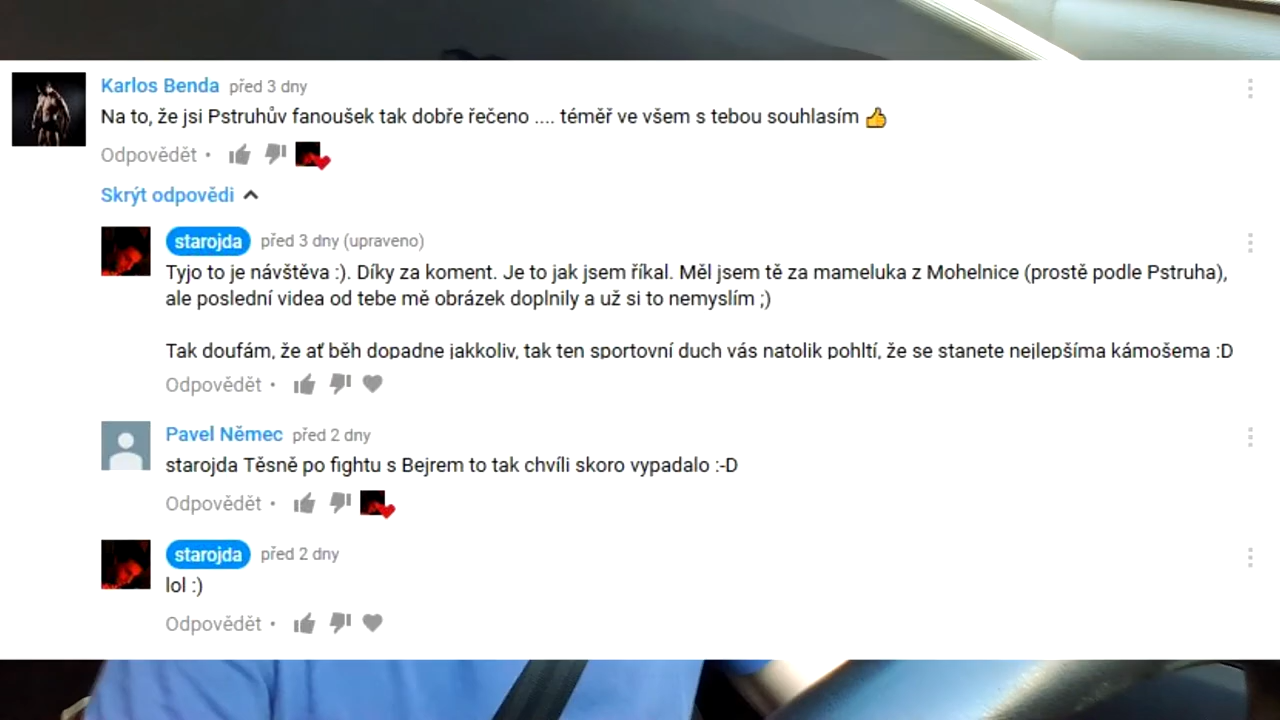 Karlos Benda před 3 dny
Na to, že jsi Pstruhův fanoušek tak dobře řečeno .... téměř ve všem s tebou souhlasím 👍
Odpovědět •
Skrýt odpovědi
starojda před 3 dny (upraveno)
Tyjo to je návštěva :). Díky za koment. Je to jak jsem říkal. Měl jsem tě za mameluka z Mohelnice (prostě podle Pstruha),
ale poslední videa od tebe mě obrázek doplnily a už si to nemyslím ;)
Tak doufám, že ať běh dopadne jakkoliv, tak ten sportovní duch vás natolik pohltí, že se stanete nejlepšíma kámošema :D
Odpovědět •
Pavel Němec před 2 dny
starojda Těsně po fightu s Bejrem to tak chvíli skoro vypadalo :-D
Odpovědět •
starojda před 2 dny
lol :)
Odpovědět •